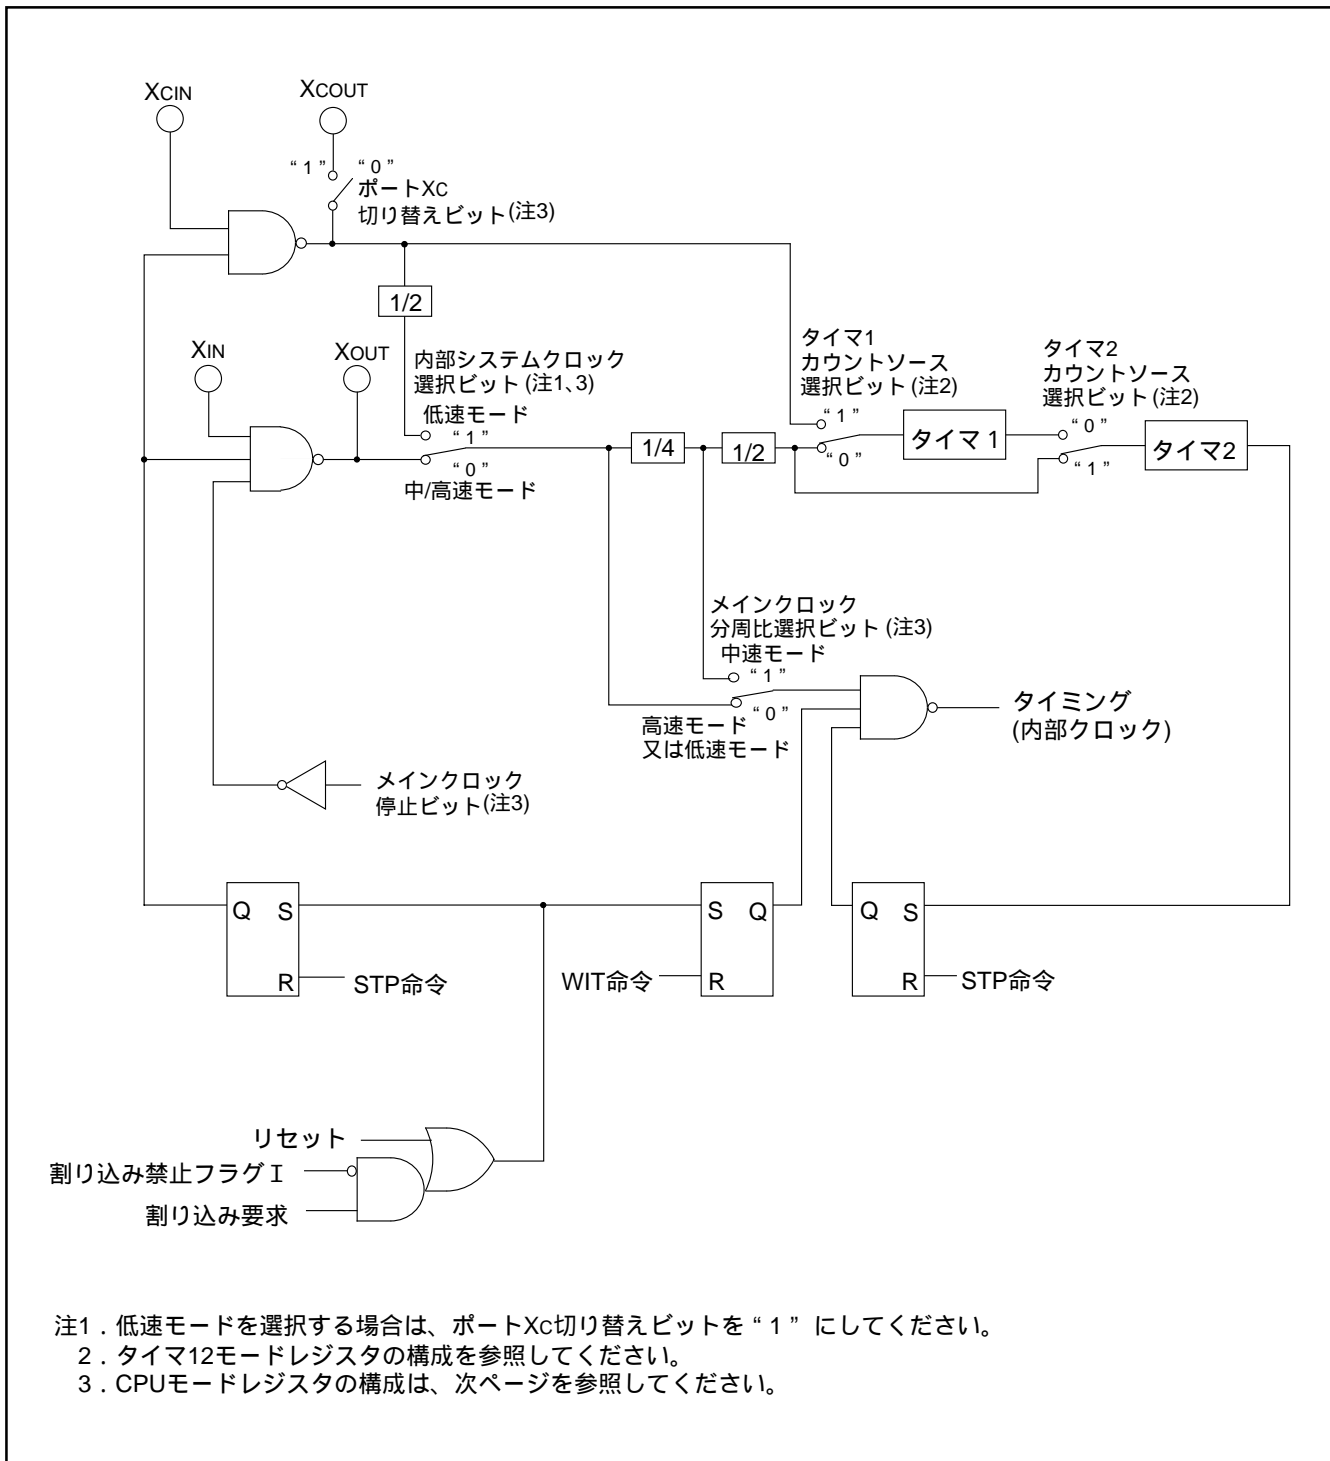 XCIN
XCOUT
“ 1 ” “ 0 ”
ポートXC
切り替えビット(注3)
1/2
XIN
XOUT
内部システムクロック
選択ビット(注1、3)
低速モード
“ 1 ”
“ 0 ”
中/高速モード
1/4
1/2
タイマ1
カウントソース
選択ビット(注2)
“ 1 ”
“ 0 ”
タイマ 1
タイマ2
カウントソース
選択ビット(注2)
“ 0 ”
“ 1 ”
タイマ2
メインクロック
分周比選択ビット(注3)
中速モード
“ 1 ”
“ 0 ”
高速モード
又は低速モード
タイミング
(内部クロック)
メインクロック
停止ビット(注3)
Q S
R
STP命令
S Q
R
WIT命令
Q S
R
STP命令
リセット
割り込み禁止フラグ I
割り込み要求
注1．低速モードを選択する場合は、ポートXC切り替えビットを“ 1 ”にしてください。
2．タイマ12モードレジスタの構成を参照してください。
3．CPUモードレジスタの構成は、次ページを参照してください。